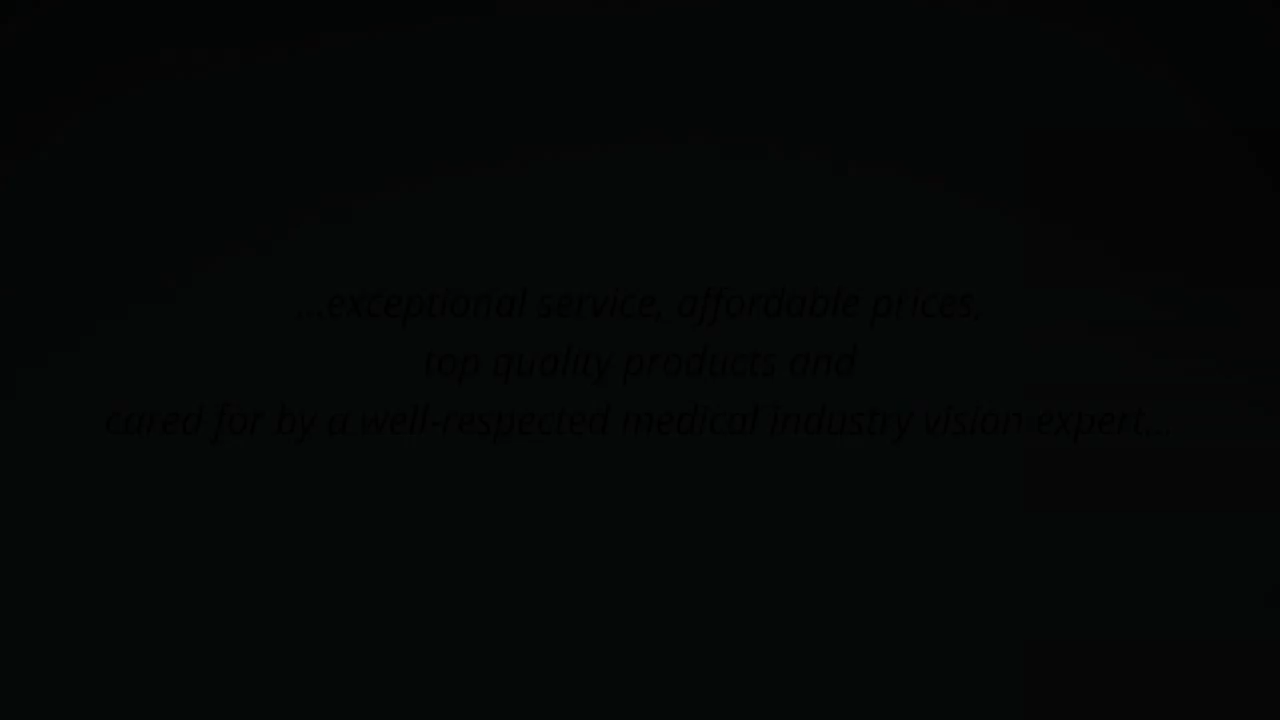 ...exceptional service, affordable prices,
top quality products and
cared for by a well-respected medical industry vision expert,..